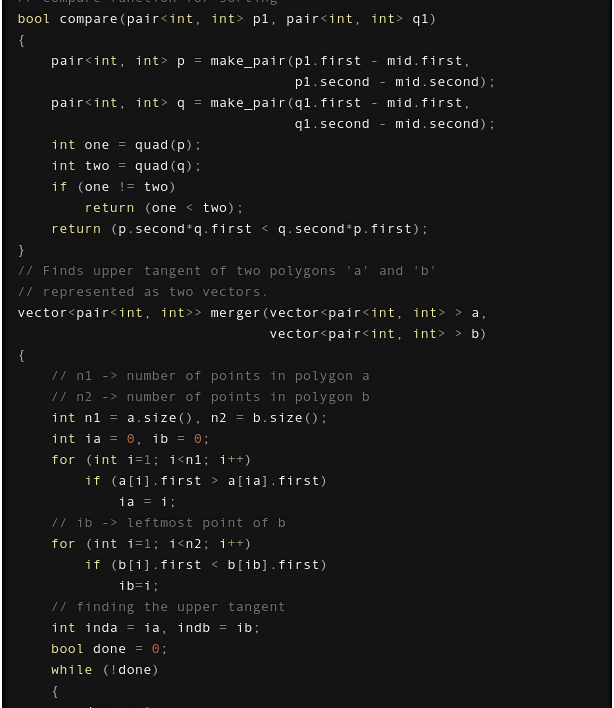 // compare function for sorting
bool compare(pair<int, int> p1, pair<int, int> q1)
{
    pair<int, int> p = make_pair(p1.first - mid.first,
                                 p1.second - mid.second);
    pair<int, int> q = make_pair(q1.first - mid.first,
                                 q1.second - mid.second);
    int one = quad(p);
    int two = quad(q);
    if (one != two)
        return (one < two);
    return (p.second*q.first < q.second*p.first);
}
// Finds upper tangent of two polygons 'a' and 'b'
// represented as two vectors.
vector<pair<int, int>> merger(vector<pair<int, int> > a,
                              vector<pair<int, int> > b)
{
    // n1 -> number of points in polygon a
    // n2 -> number of points in polygon b
    int n1 = a.size(), n2 = b.size();
    int ia = 0, ib = 0;
    for (int i=1; i<n1; i++)
        if (a[i].first > a[ia].first)
            ia = i;
    // ib -> leftmost point of b
    for (int i=1; i<n2; i++)
        if (b[i].first < b[ib].first)
            ib=i;
    // finding the upper tangent
    int inda = ia, indb = ib;
    bool done = 0;
    while (!done)
    {